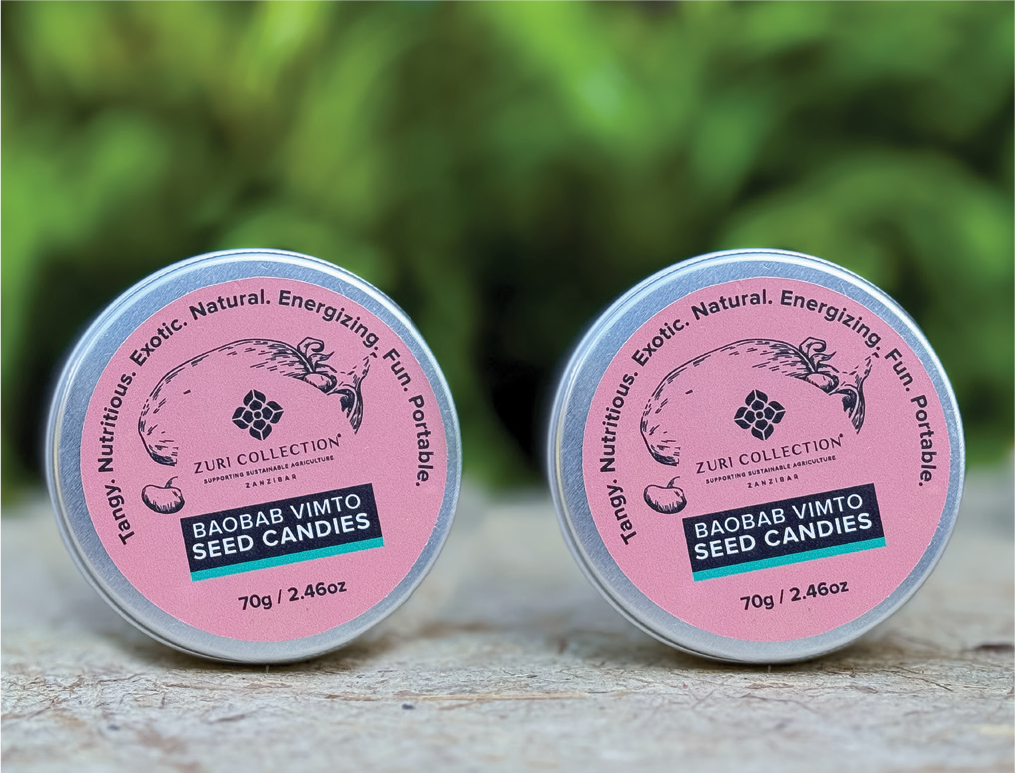 Tangy. Nutritious. Exotic. Natural. Energizing. Fun. Portable.
ZURI COLLECTION
SUPPORTING SUSTAINABLE AGRICULTURE
ZANZIBAR
BAOBAB VIMTO
SEED CANDIES
70g / 2.46oz
Tangy. Nutritious. Exotic. Natural. Energizing. Fun. Portable.
ZURI COLLECTION
SUPPORTING SUSTAINABLE AGRICULTURE
ZANZIBAR
BAOBAB VIMTO
SEED CANDIES
70g / 2.46oz